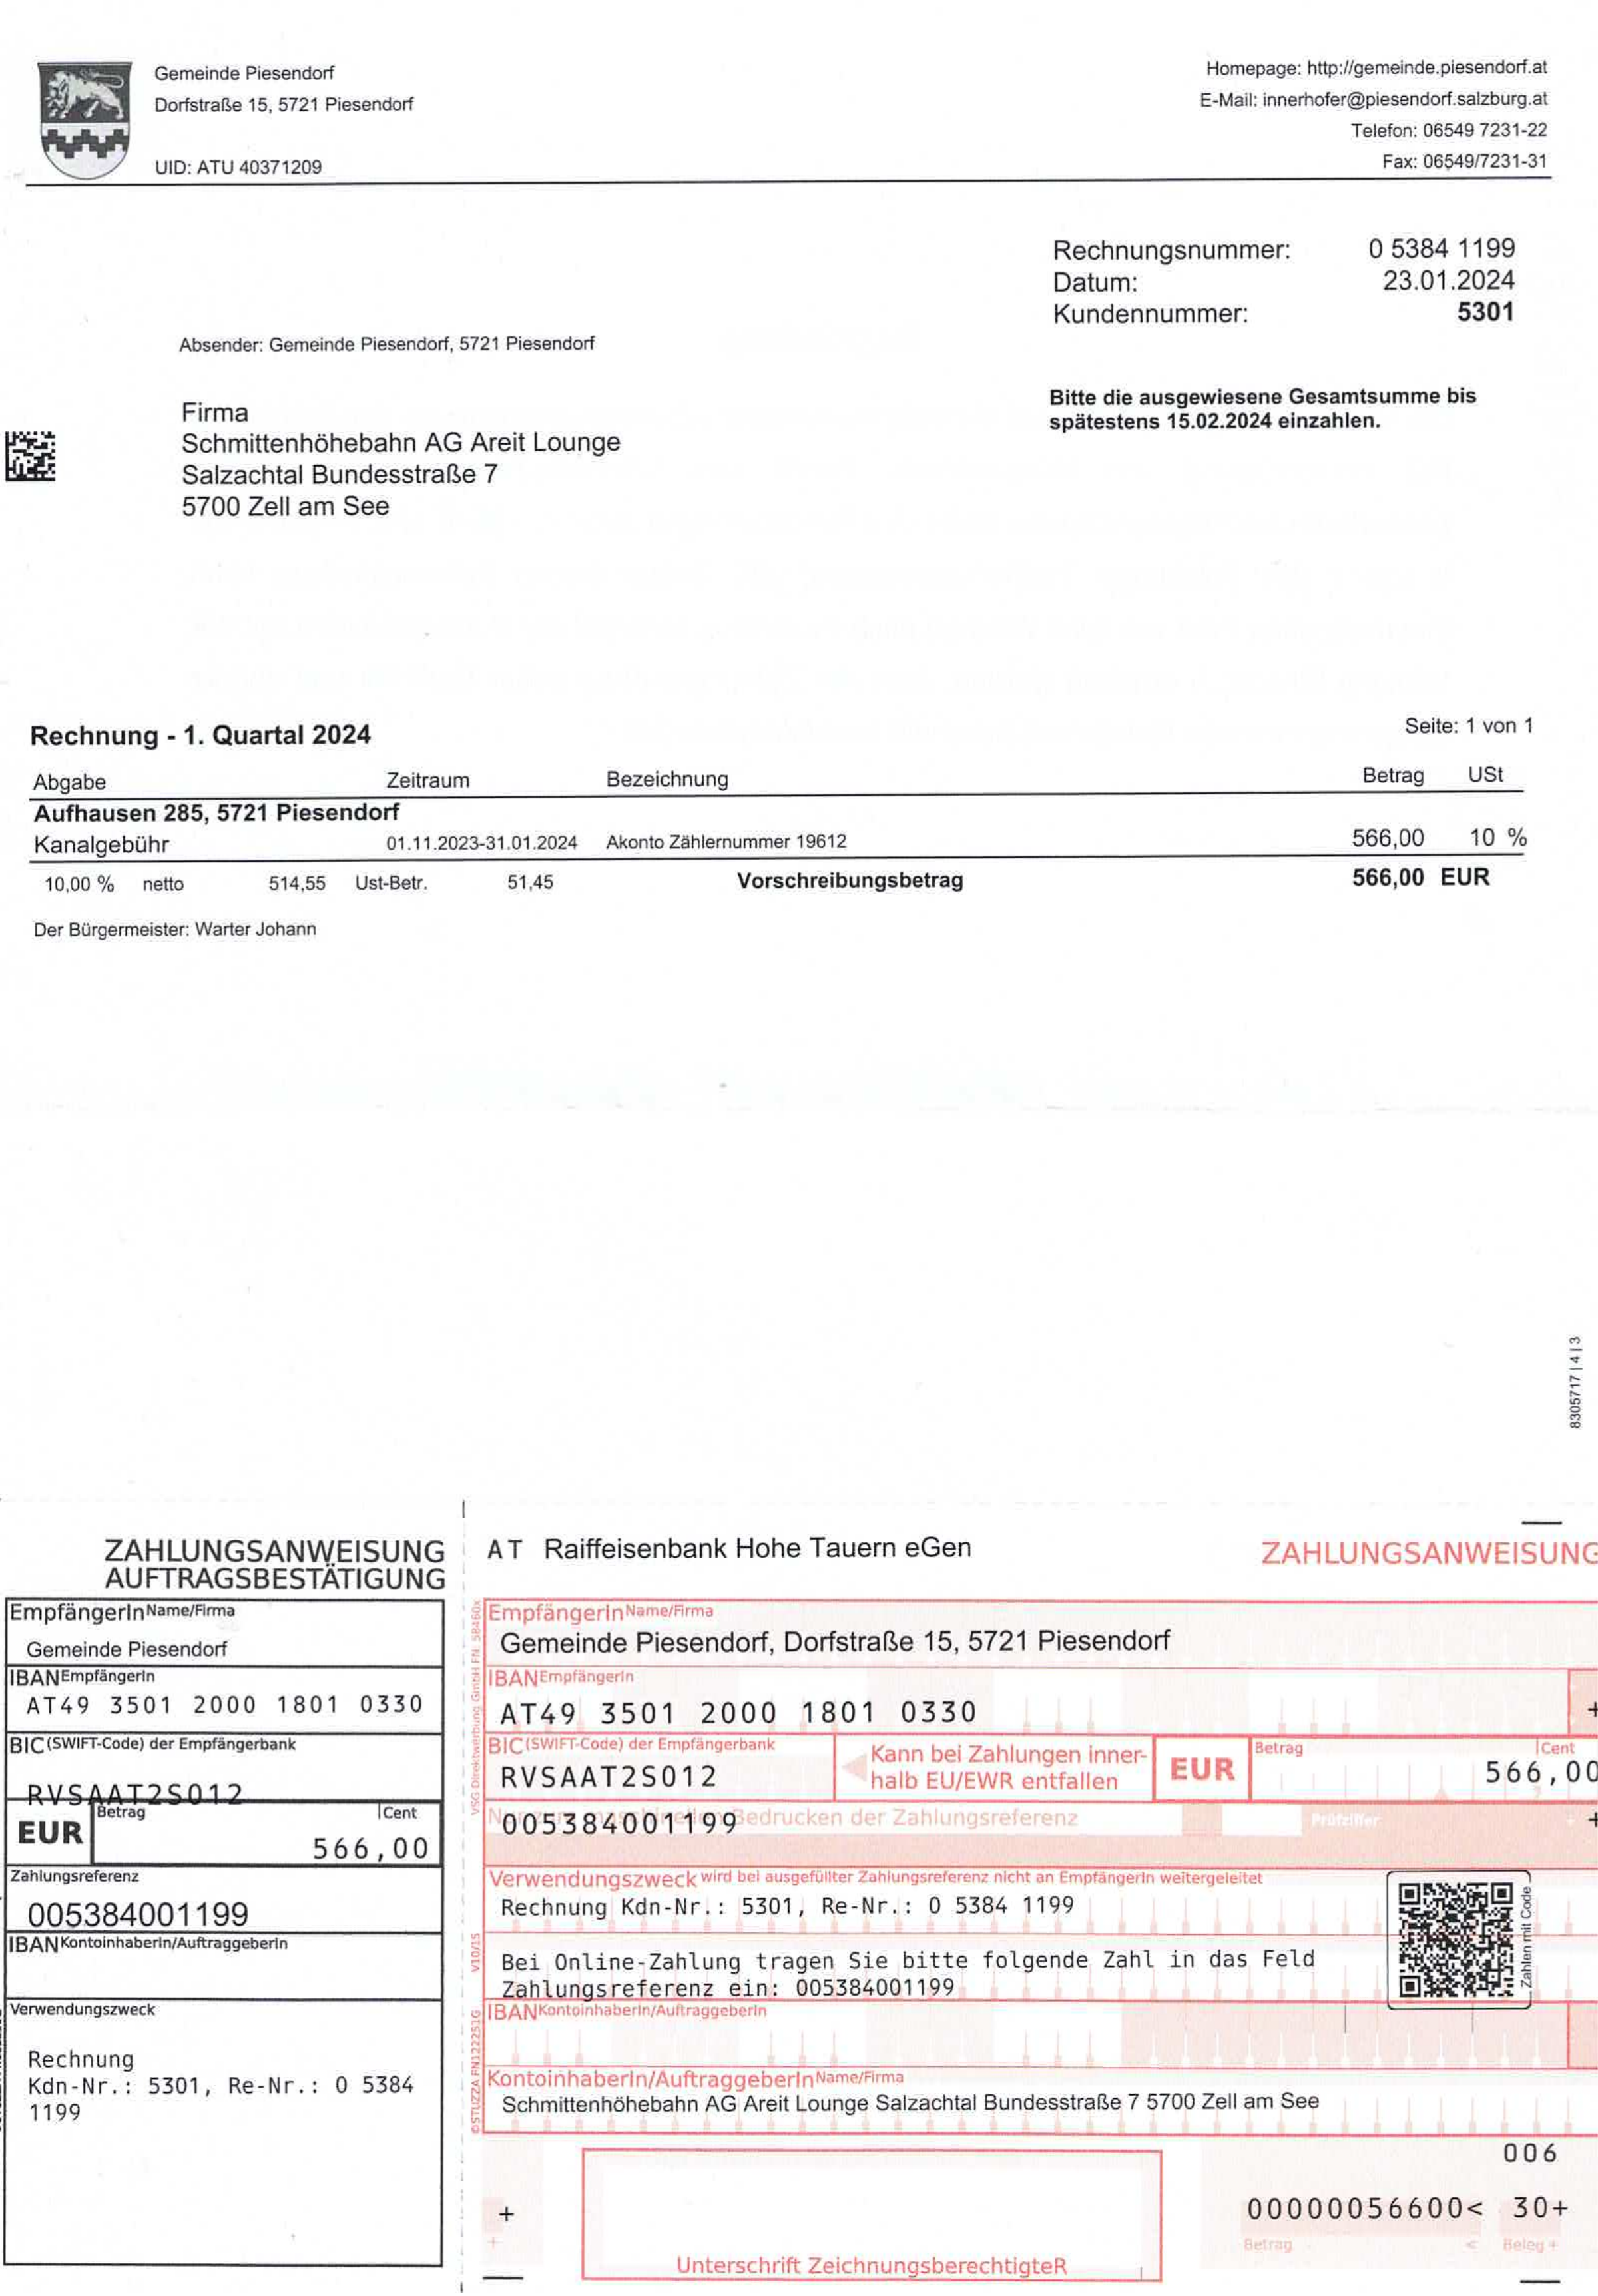 Gemeinde Piesendorf
Dorfstraße 15, 5721 Piesendorf
UID: ATU 40371209
Homepage: http://gemeinde.piesendorf.at
E-Mail: innerhofer@piesendorf.salzburg.at
Telefon: 06549 7231-22
Fax: 06549/7231-31
Rechnungsnummer: 0 5384 1199
Datum: 23.01.2024
Kundennummer: 5301
Absender: Gemeinde Piesendorf, 5721 Piesendorf
Bitte die ausgewiesene Gesamtsumme bis
spätestens 15.02.2024 einzahlen.
Firma
Schmittenhöhebahn AG Areit Lounge
Salzachtal Bundesstraße 7
5700 Zell am See
Rechnung - 1. Quartal 2024
Seite: 1 von 1
Abgabe Zeitraum Bezeichnung Betrag USt
Aufhausen 285, 5721 Piesendorf
Kanalgebühr 01.11.2023-31.01.2024 Akonto Zählernummer 19612 566,00 10 %
10,00 % netto 514,55 Ust-Betr. 51,45 Vorschreibungsbetrag 566,00 EUR
Der Bürgermeister: Warter Johann
8305717 | 4 | 3
ZAHLUNGSANWEISUNG
AUFTRAGSBESTÄTIGUNG
EmpfängerIn Name/Firma
Gemeinde Piesendorf
IBAN EmpfängerIn
AT49 3501 2000 1801 0330
BIC (SWIFT-Code) der Empfängerbank
RVSAAT2S012
EUR
Betrag Cent
566,00
Zahlungsreferenz
005384001199
IBAN KontoinhaberIn/AuftraggeberIn
Verwendungszweck
Rechnung
Kdn-Nr.: 5301, Re-Nr.: 0 5384
1199
AT Raiffeisenbank Hohe Tauern eGen
ZAHLUNGSANWEISUNG
EmpfängerIn Name/Firma
Gemeinde Piesendorf, Dorfstraße 15, 5721 Piesendorf
IBAN EmpfängerIn
AT49 3501 2000 1801 0330
+
BIC (SWIFT-Code) der Empfängerbank
RVSAAT2S012
Kann bei Zahlungen inner-
halb EU/EWR entfallen
EUR
Betrag Cent
566,00
Nur zum maschinellen Bedrucken der Zahlungsreferenz
005384001199
Prüfziffer
+
Verwendungszweck wird bei ausgefüllter Zahlungsreferenz nicht an EmpfängerIn weitergeleitet
Rechnung Kdn-Nr.: 5301, Re-Nr.: 0 5384 1199
Bei Online-Zahlung tragen Sie bitte folgende Zahl in das Feld
Zahlungsreferenz ein: 005384001199
Zahlen mit Code
IBAN KontoinhaberIn/AuftraggeberIn
KontoinhaberIn/AuftraggeberIn Name/Firma
Schmittenhöhebahn AG Areit Lounge Salzachtal Bundesstraße 7 5700 Zell am See
006
+
00000056600< 30+
Betrag < Beleg +
Unterschrift ZeichnungsberechtigteR
V10/15